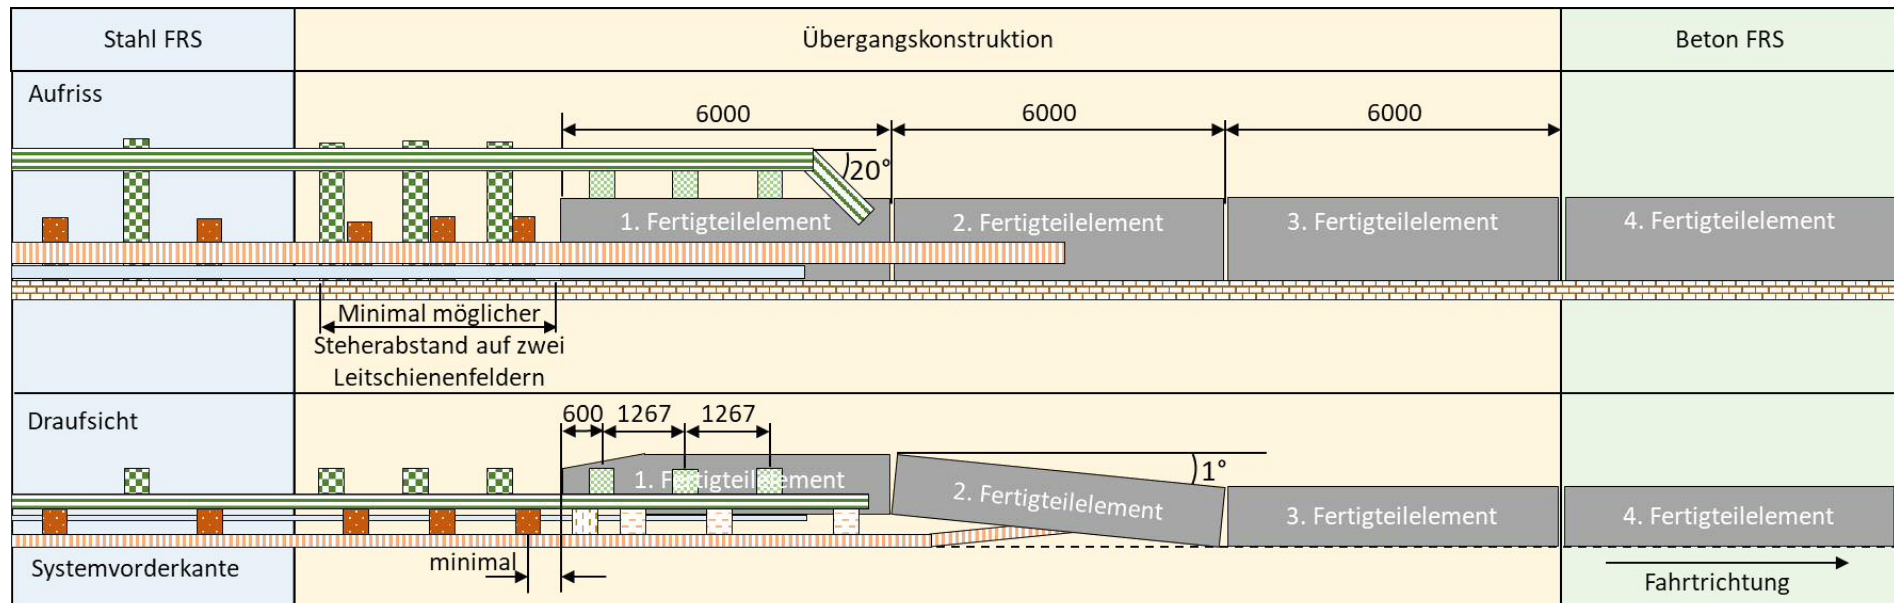 Stahl FRS
Übergangskonstruktion
Beton FRS
Aufriss
6000
6000
6000
20°
1. Fertigteilelement
2. Fertigteilelement
3. Fertigteilelement
4. Fertigteilelement
Minimal möglicher
Steherabstand auf zwei
Leitschienenfeldern
Draufsicht
600
1267
1267
1. Fertigteilelement
1°
2. Fertigteilelement
3. Fertigteilelement
4. Fertigteilelement
minimal
Systemvorderkante
Fahrtrichtung